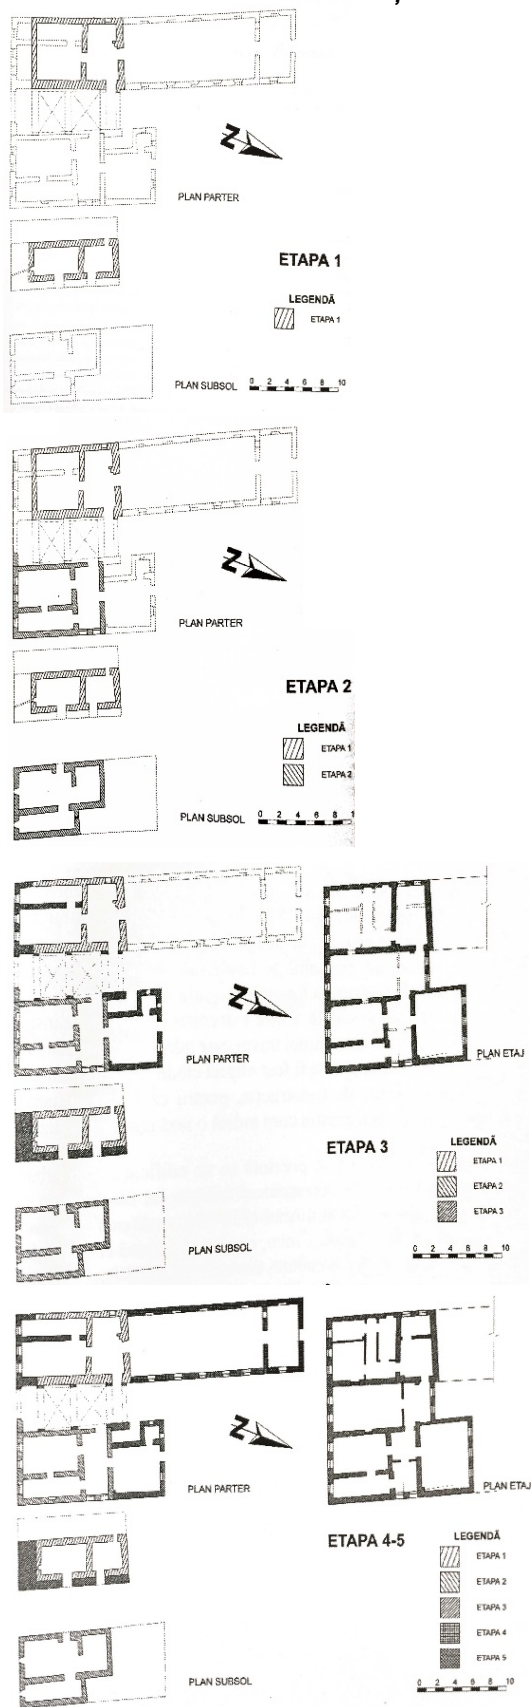 N
PLAN PARTER
ETAPA 1
LEGENDĂ
ETAPA 1
PLAN SUBSOL
0 2 4 6 8 10
N
PLAN PARTER
ETAPA 2
LEGENDĂ
ETAPA 1
ETAPA 2
PLAN SUBSOL
0 2 4 6 8 1
N
PLAN PARTER
PLAN ETAJ
ETAPA 3
LEGENDĂ
ETAPA 1
ETAPA 2
ETAPA 3
PLAN SUBSOL
0 2 4 6 8 10
N
PLAN PARTER
PLAN ETAJ
ETAPA 4-5
LEGENDĂ
ETAPA 1
ETAPA 2
ETAPA 3
ETAPA 4
ETAPA 5
PLAN SUBSOL
0 2 4 6 8 10